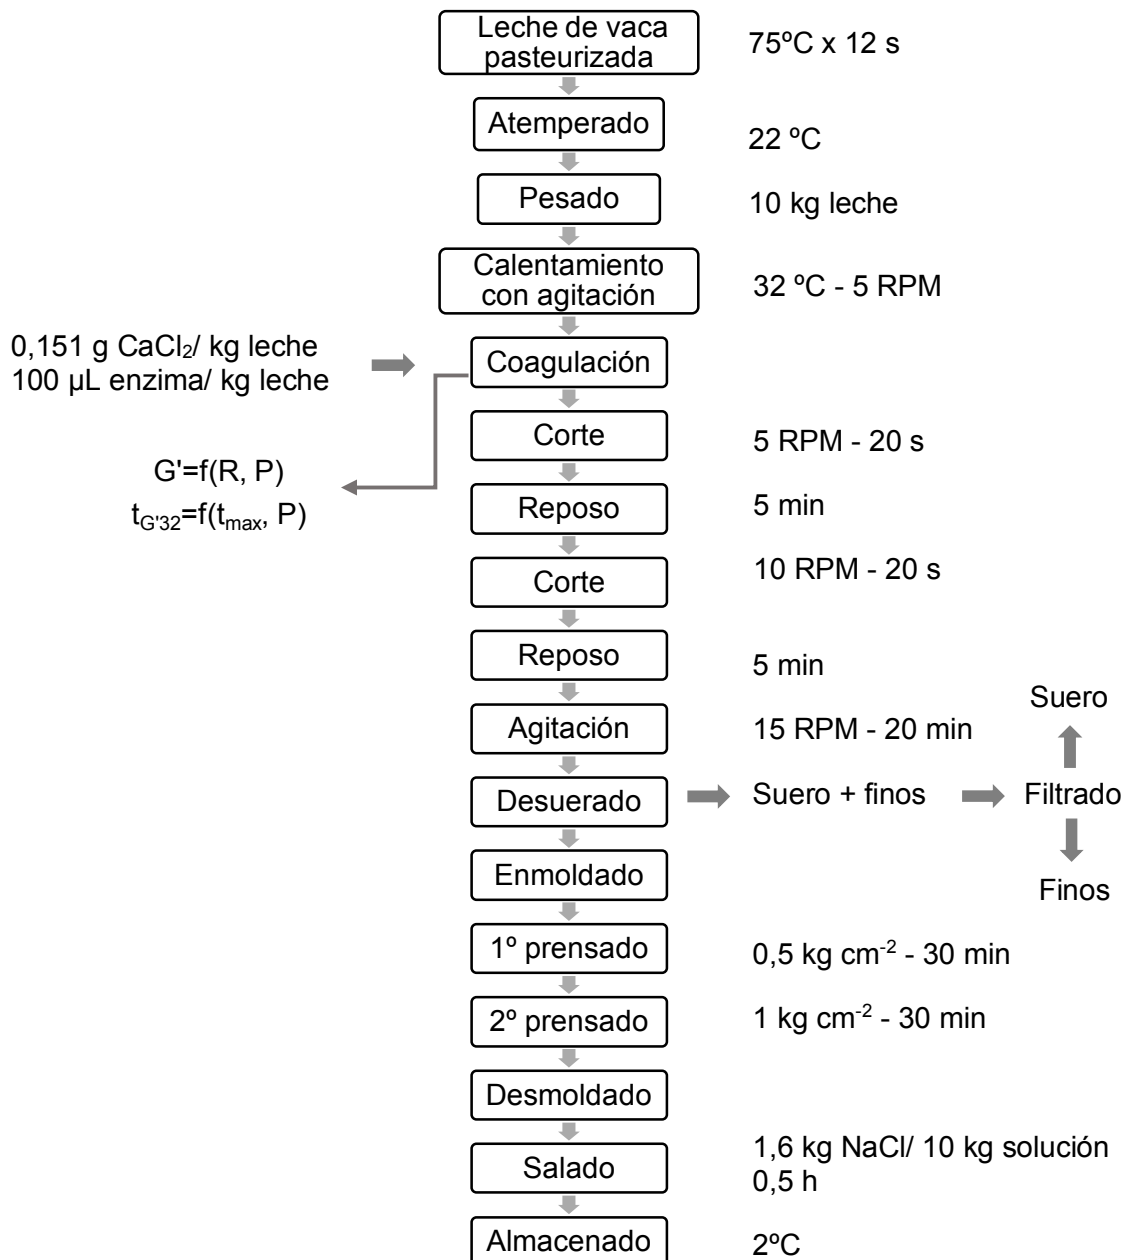 Leche de vaca
pasteurizada
75ºC x 12 s
Atemperado
22 ºC
Pesado
10 kg leche
Calentamiento
con agitación
32 ºC - 5 RPM
0,151 g CaCl₂/ kg leche
100 µL enzima/ kg leche
Coagulación
G'=f(R, P)
t_G'32=f(t_max, P)
Corte
5 RPM - 20 s
Reposo
5 min
Corte
10 RPM - 20 s
Reposo
5 min
Agitación
15 RPM - 20 min
Desuerado
Suero + finos
Filtrado
Suero
Finos
Enmoldado
1º prensado
0,5 kg cm⁻² - 30 min
2º prensado
1 kg cm⁻² - 30 min
Desmoldado
Salado
1,6 kg NaCl/ 10 kg solución
0,5 h
Almacenado
2ºC